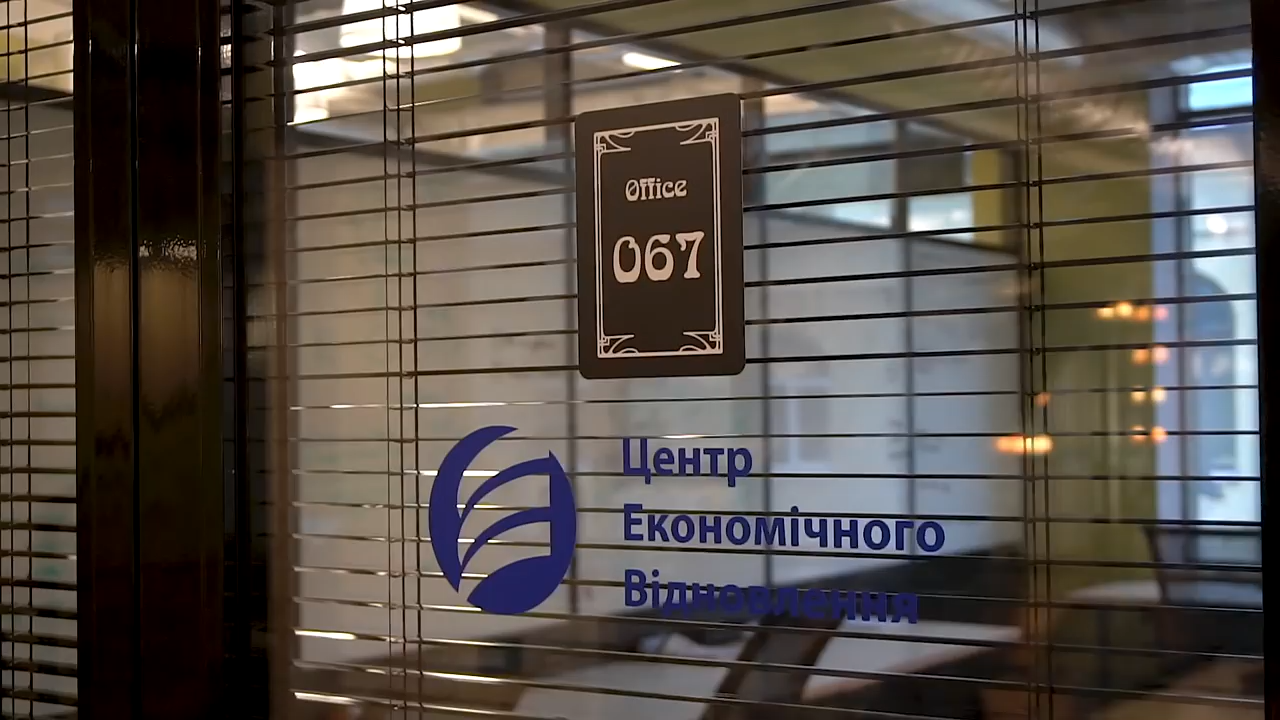 Office
067
Центр
Економічного
Відновлення